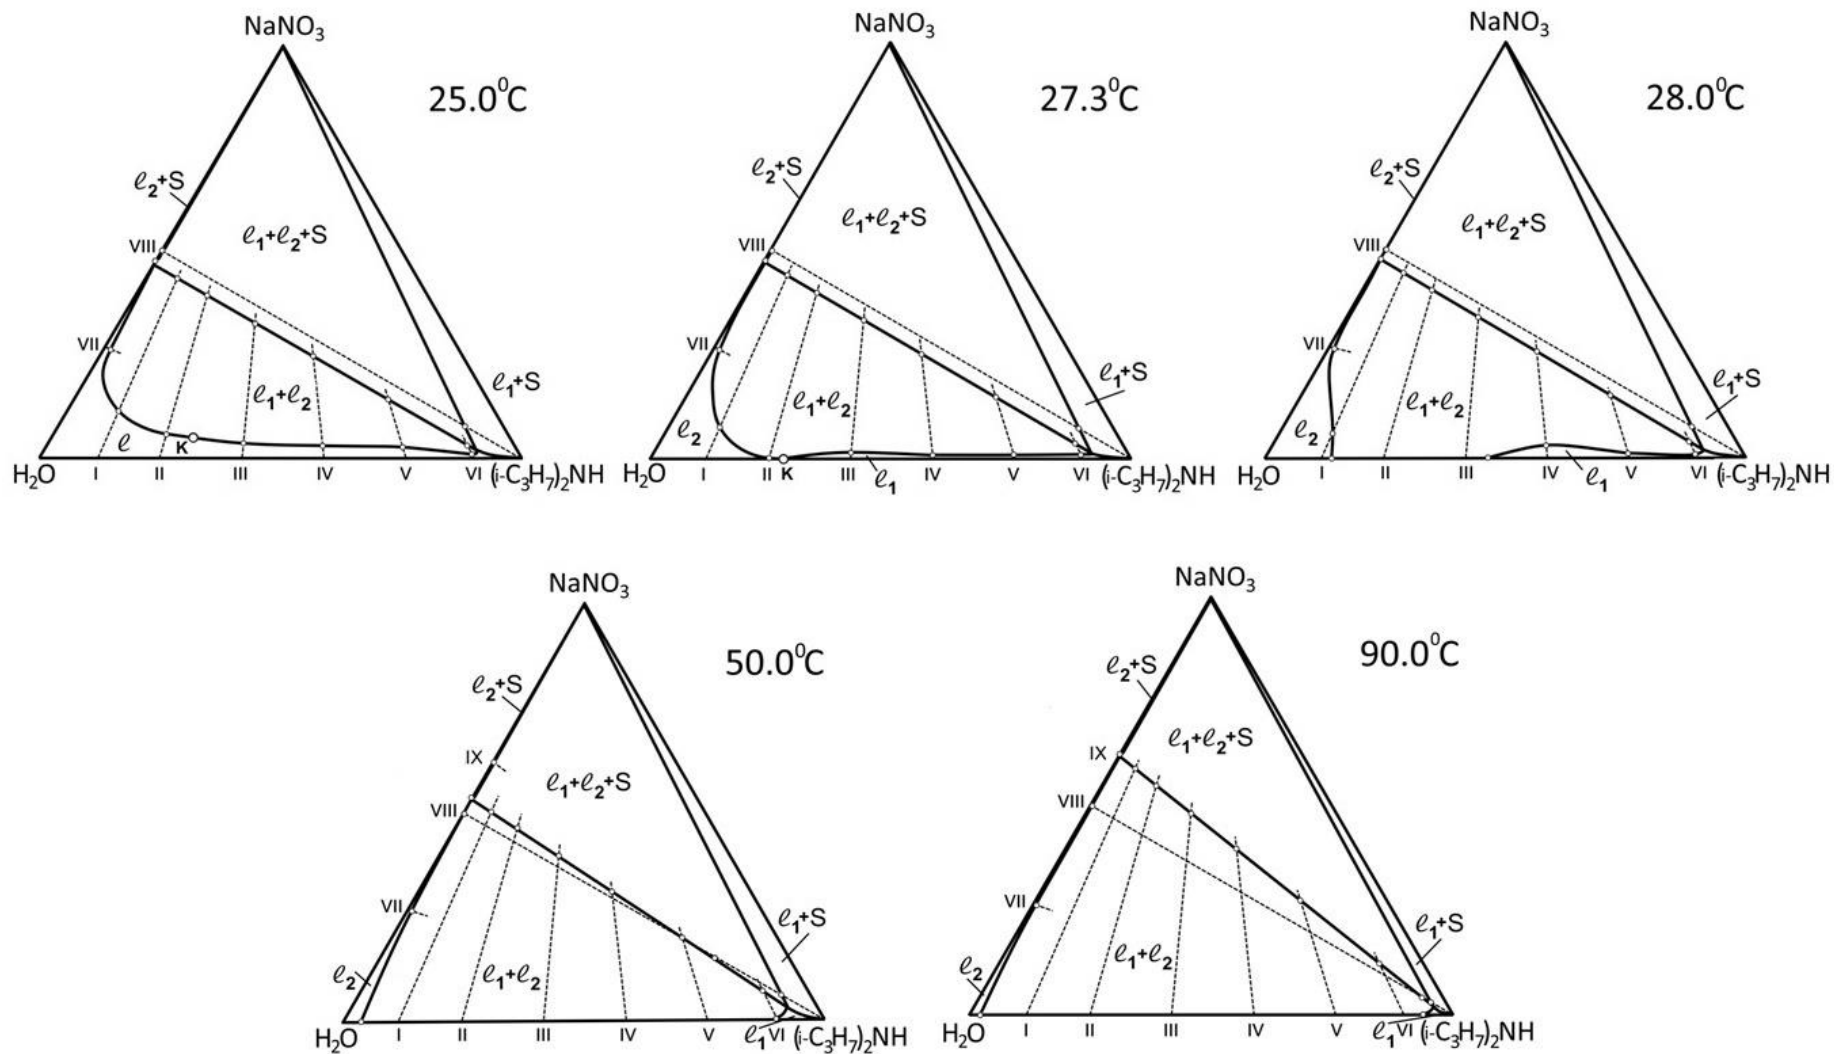 NaNO₃
25.0⁰C
ℓ₂+S
VIII
ℓ₁+ℓ₂+S
VII
ℓ₁+S
ℓ₁+ℓ₂
ℓ
K
H₂O I II III IV V VI (i-C₃H₇)₂NH
NaNO₃
27.3⁰C
ℓ₂+S
ℓ₁+ℓ₂+S
VIII
VII
ℓ₁+S
ℓ₁+ℓ₂
ℓ₂
H₂O I II K III ℓ₁ IV V VI (i-C₃H₇)₂NH
NaNO₃
28.0⁰C
ℓ₂+S
ℓ₁+ℓ₂+S
VIII
VII
ℓ₁+S
ℓ₁+ℓ₂
ℓ₂
H₂O I II III IV ℓ₁ V VI (i-C₃H₇)₂NH
NaNO₃
50.0⁰C
ℓ₂+S
IX
ℓ₁+ℓ₂+S
VIII
VII
ℓ₁+S
ℓ₂
ℓ₁+ℓ₂
H₂O I II III IV V ℓ₁ VI (i-C₃H₇)₂NH
NaNO₃
90.0⁰C
ℓ₂+S
ℓ₁+ℓ₂+S
IX
VIII
VII
ℓ₁+S
ℓ₂
ℓ₁+ℓ₂
H₂O I II III IV V ℓ₁ VI (i-C₃H₇)₂NH